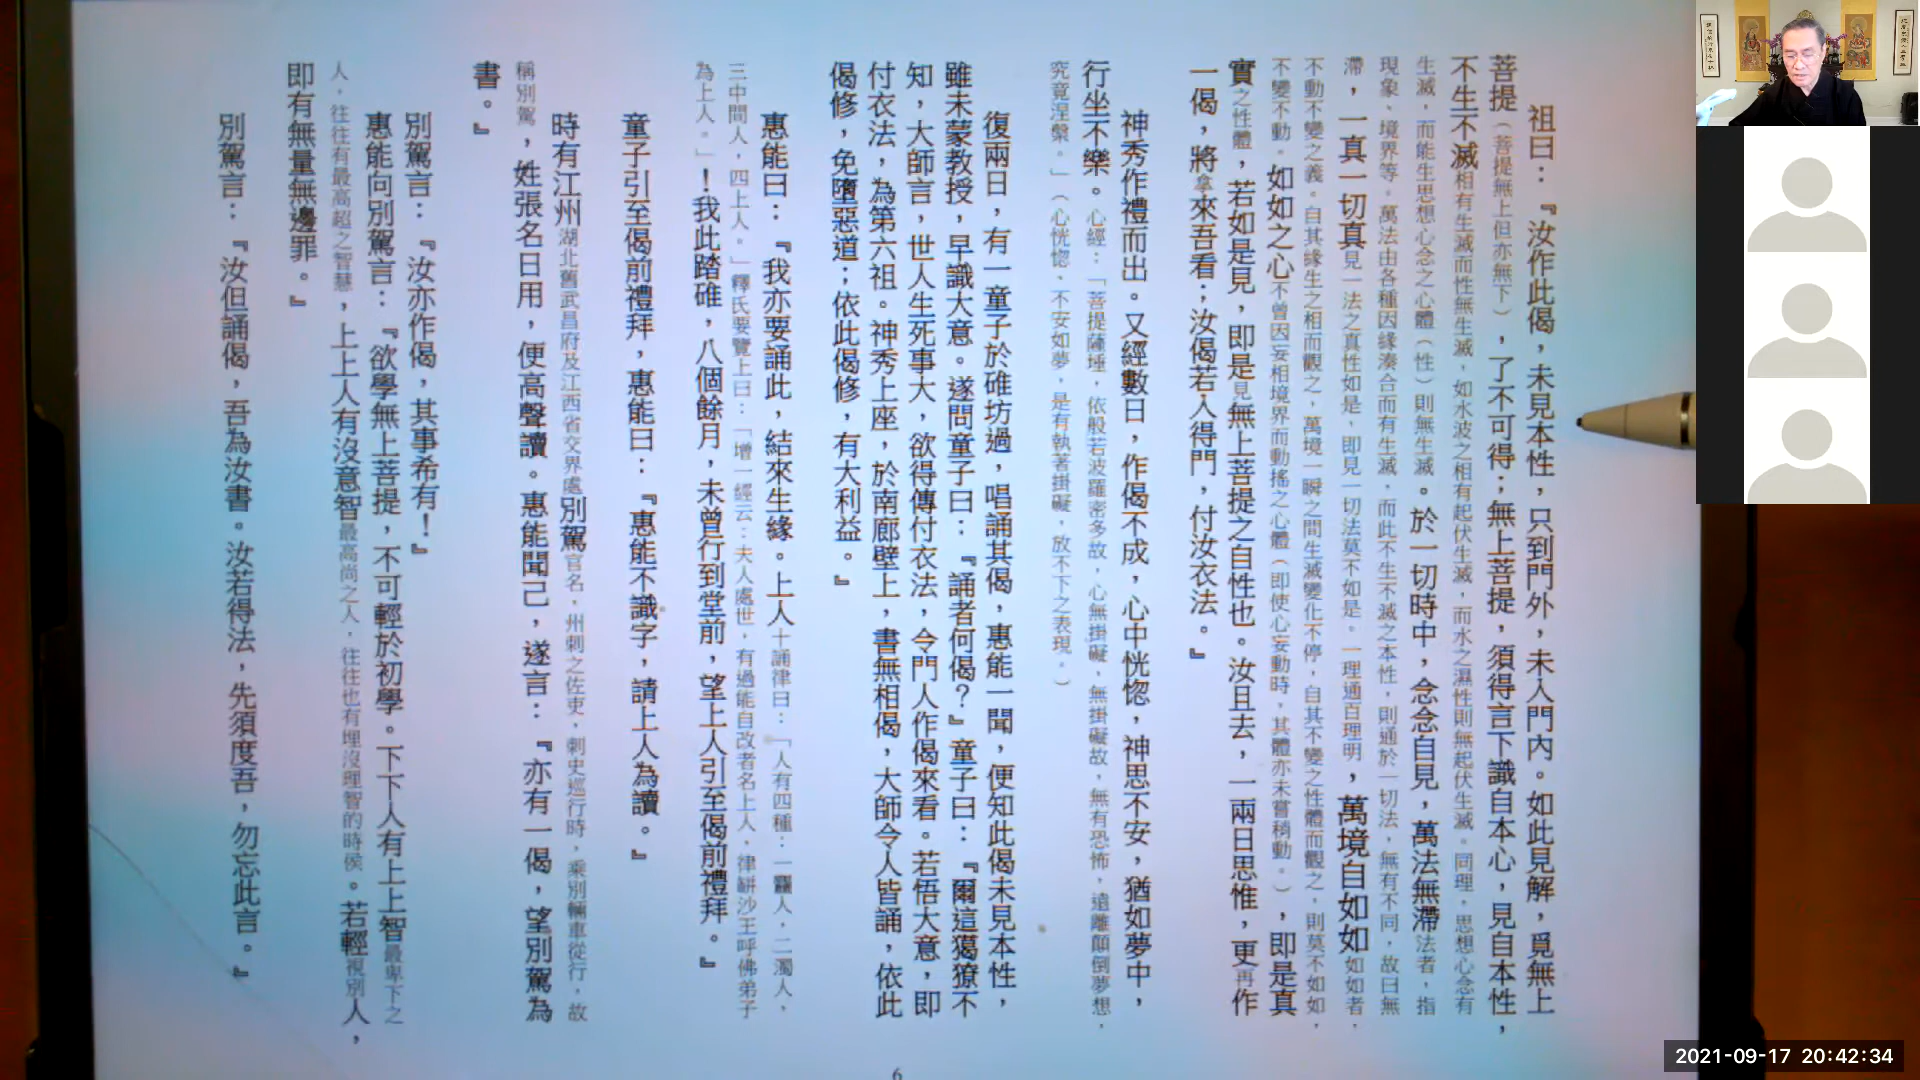 祖曰：『汝作此偈，未見本性，只到門外，未入門內。如此見解，覓無上
菩提（菩提無上但亦無下），了不可得；無上菩提，須得言下識自本心，見自本性，
不生不滅相有生滅而性無生滅，如水波之相有起伏生滅，而水之濕性則無起伏生滅。同理，思想心念有
生滅，而能生思想心念之心體（性）則無生滅。於一切時中，念念自見，萬法無滯法者，指
現象、境界等。萬法由各種因緣湊合而有生滅，而此不生不滅之本性，則通於一切法，無有不同，故曰無
滯，一真一切真見一法之真性如是，即見一切法莫不如是。一理通百理明，萬境自如如如如者，
不動不變之義。自其緣生之相而觀之，萬境一瞬之間生滅變化不停，自其不變之性體而觀之，則莫不如如，
不變不動。如如之心不曾因妄相境界而動搖之心體（即使心妄動時，其體亦未嘗稍動。），即是真
實之性體，若如是見，即是見無上菩提之自性也。汝且去，一兩日思惟，更再作
一偈，將拿來吾看；汝偈若入得門，付汝衣法。』
神秀作禮而出。又經數日，作偈不成，心中恍惚，神思不安，猶如夢中，
行坐不樂。心經：「菩提薩埵，依般若波羅密多故，心無掛礙，無掛礙故，無有恐怖，遠離顛倒夢想，
究竟涅槃。」（心恍惚、不安如夢，是有執著掛礙，放不下之表現。）
復兩日，有一童子於碓坊過，唱誦其偈，惠能一聞，便知此偈未見本性，
雖未蒙教授，早識大意。遂問童子曰：『誦者何偈？』童子曰：『爾這獦獠不
知，大師言，世人生死事大，欲得傳付衣法，令門人作偈來看。若悟大意，即
付衣法，為第六祖。神秀上座，於南廊壁上，書無相偈，大師令人皆誦，依此
偈修，免墮惡道；依此偈修，有大利益。』
惠能曰：『我亦要誦此，結來生緣。上人十誦律曰：「人有四種：一麤人，二濁人，
三中間人，四上人。」釋氏要覽上曰：「增一經云：夫人處世，有過能自改者名上人，律缾沙王呼佛弟子
為上人。」！我此踏碓，八個餘月，未曾行到堂前，望上人引至偈前禮拜。』
童子引至偈前禮拜，惠能曰：『惠能不識字，請上人為讀。』
時有江州湖北舊武昌府及江西省交界處別駕官名，州刺之佐吏，刺史巡行時，乘別輛車從行，故
稱別駕，姓張名日用，便高聲讀。惠能聞己，遂言：『亦有一偈，望別駕為
書。』
別駕言：『汝亦作偈，其事希有！』
惠能向別駕言：『欲學無上菩提，不可輕於初學。下下人有上上智最卑下之
人，往往有最高超之智慧，上上人有沒意智最高尚之人，往往也有埋沒理智的時侯。若輕視別人，
即有無量無邊罪。』
別駕言：『汝但誦偈，吾為汝書。汝若得法，先須度吾，勿忘此言。』
6
2021-09-17 20:42:34